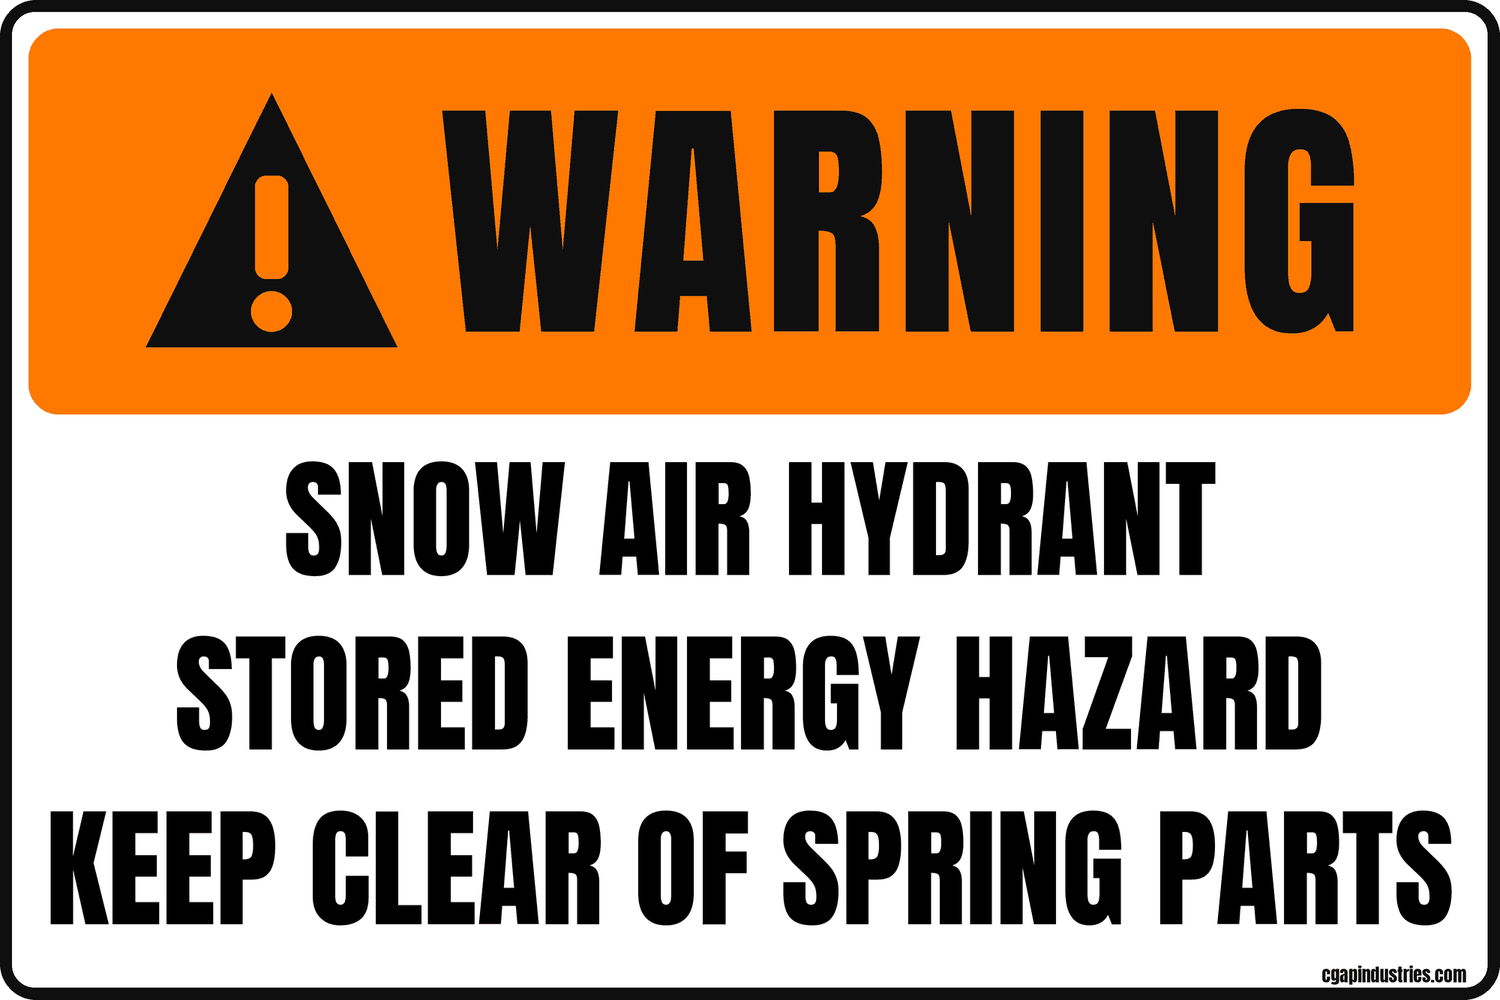 WARNING
SNOW AIR HYDRANT
STORED ENERGY HAZARD
KEEP CLEAR OF SPRING PARTS
cgapindustries.com